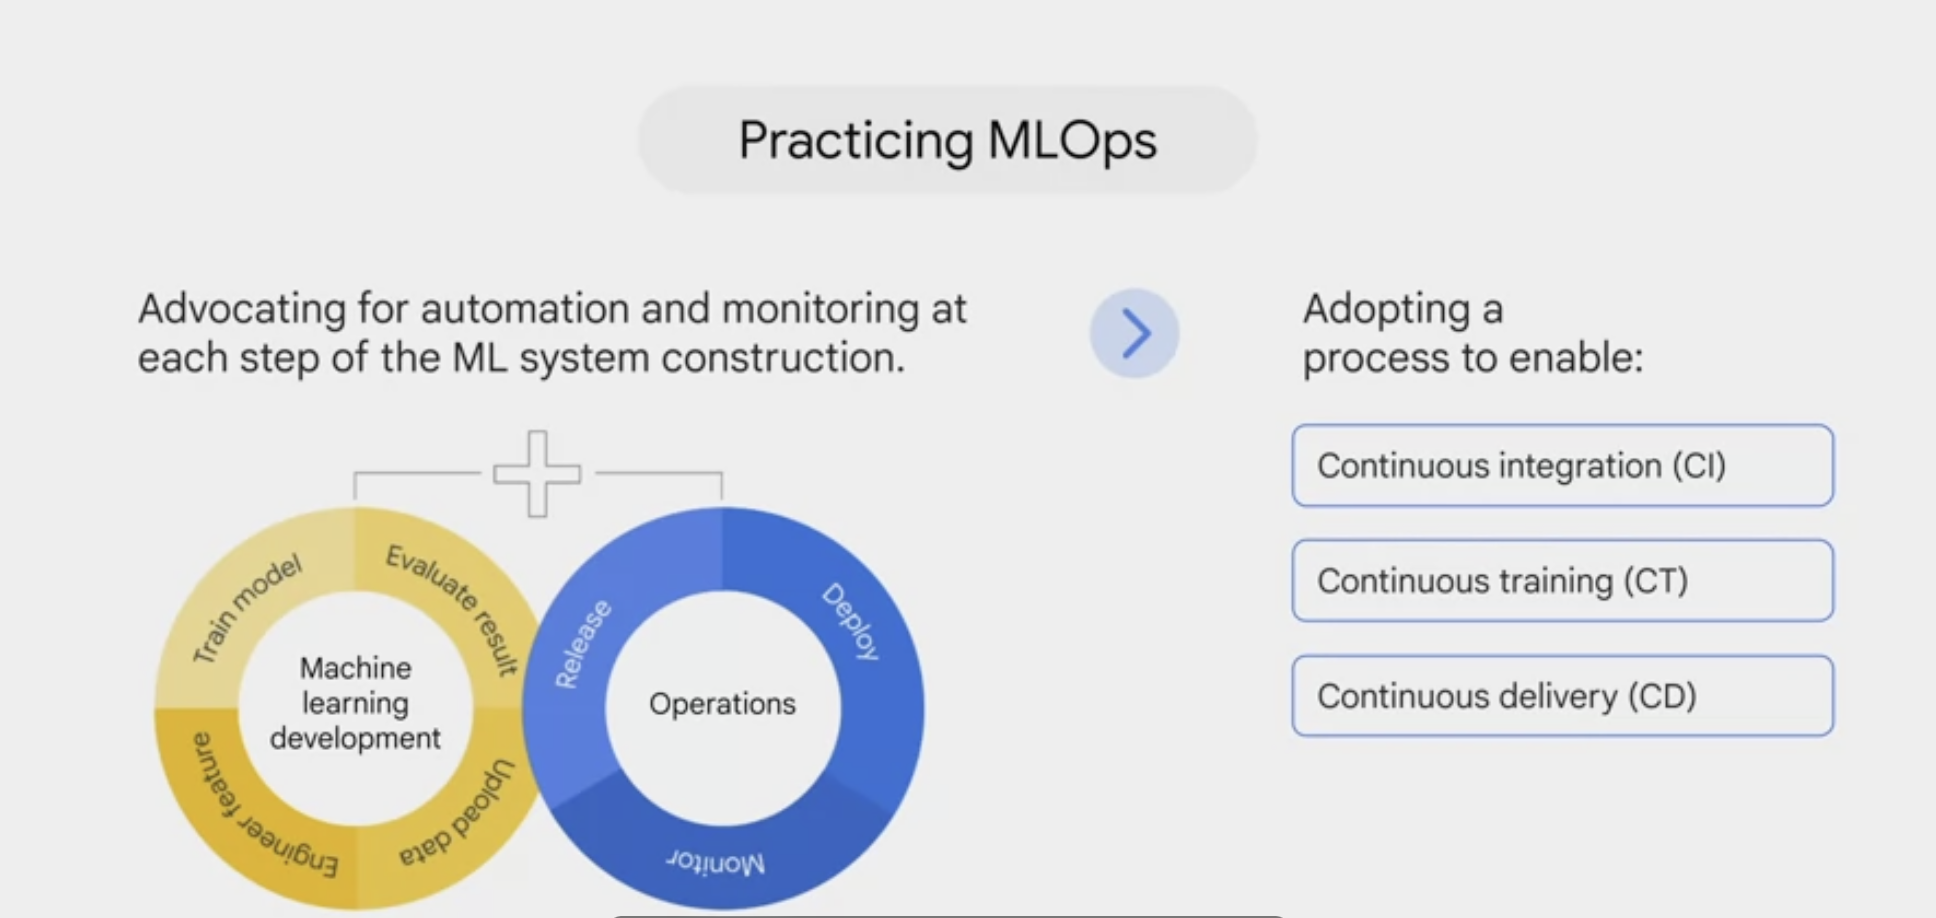 Practicing MLOps
Advocating for automation and monitoring at
each step of the ML system construction.
Adopting a
process to enable:
Continuous integration (CI)
Continuous training (CT)
Continuous delivery (CD)
Train model
Evaluate result
Upload data
Engineer feature
Machine
learning
development
Release
Deploy
Monitor
Operations